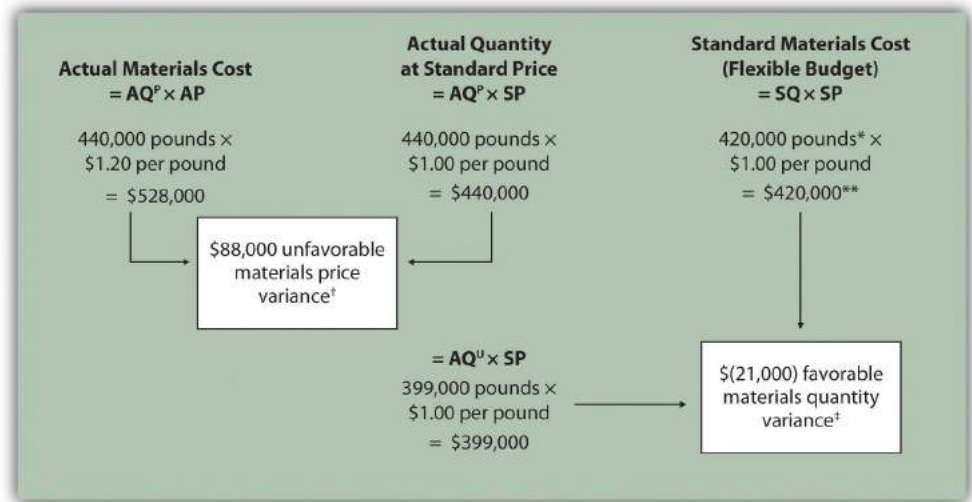 Actual Materials Cost
= AQᴾ × AP
440,000 pounds ×
$1.20 per pound
= $528,000
Actual Quantity
at Standard Price
= AQᴾ × SP
440,000 pounds ×
$1.00 per pound
= $440,000
Standard Materials Cost
(Flexible Budget)
= SQ × SP
420,000 pounds* ×
$1.00 per pound
= $420,000**
$88,000 unfavorable
materials price
variance†
= AQᵁ × SP
399,000 pounds ×
$1.00 per pound
= $399,000
$(21,000) favorable
materials quantity
variance‡